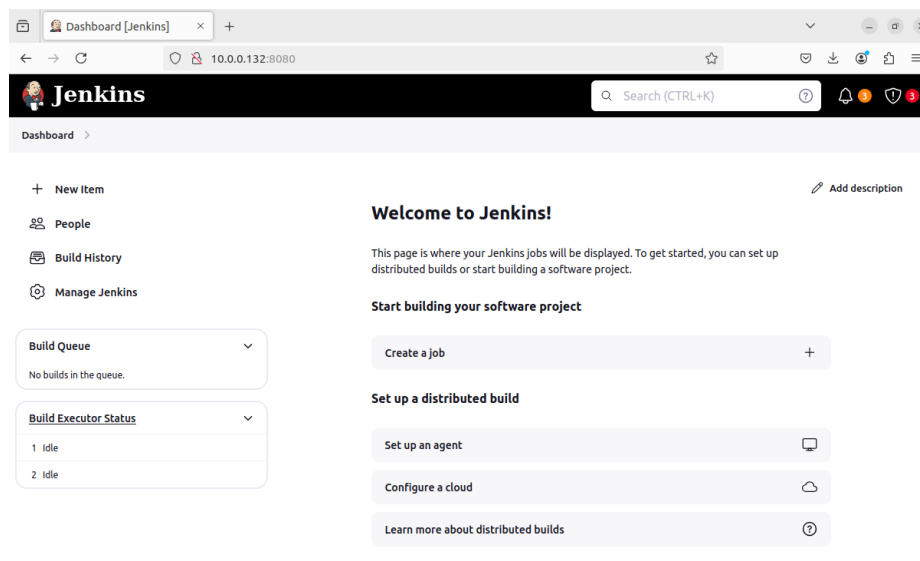 Dashboard [Jenkins]
10.0.0.132:8080
Jenkins
Search (CTRL+K)
3
3
Dashboard
New Item
Add description
People
Build History
Manage Jenkins
Welcome to Jenkins!
This page is where your Jenkins jobs will be displayed. To get started, you can set up
distributed builds or start building a software project.
Start building your software project
Create a job
Build Queue
No builds in the queue.
Build Executor Status
1 Idle
2 Idle
Set up a distributed build
Set up an agent
Configure a cloud
Learn more about distributed builds